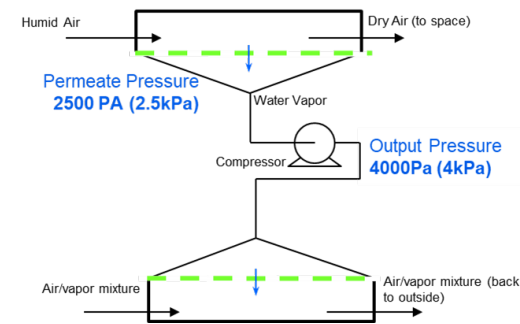 Humid Air
Dry Air (to space)
Permeate Pressure
2500 PA (2.5kPa)
Water Vapor
Compressor
Output Pressure
4000Pa (4kPa)
Air/vapor mixture
Air/vapor mixture (back
to outside)